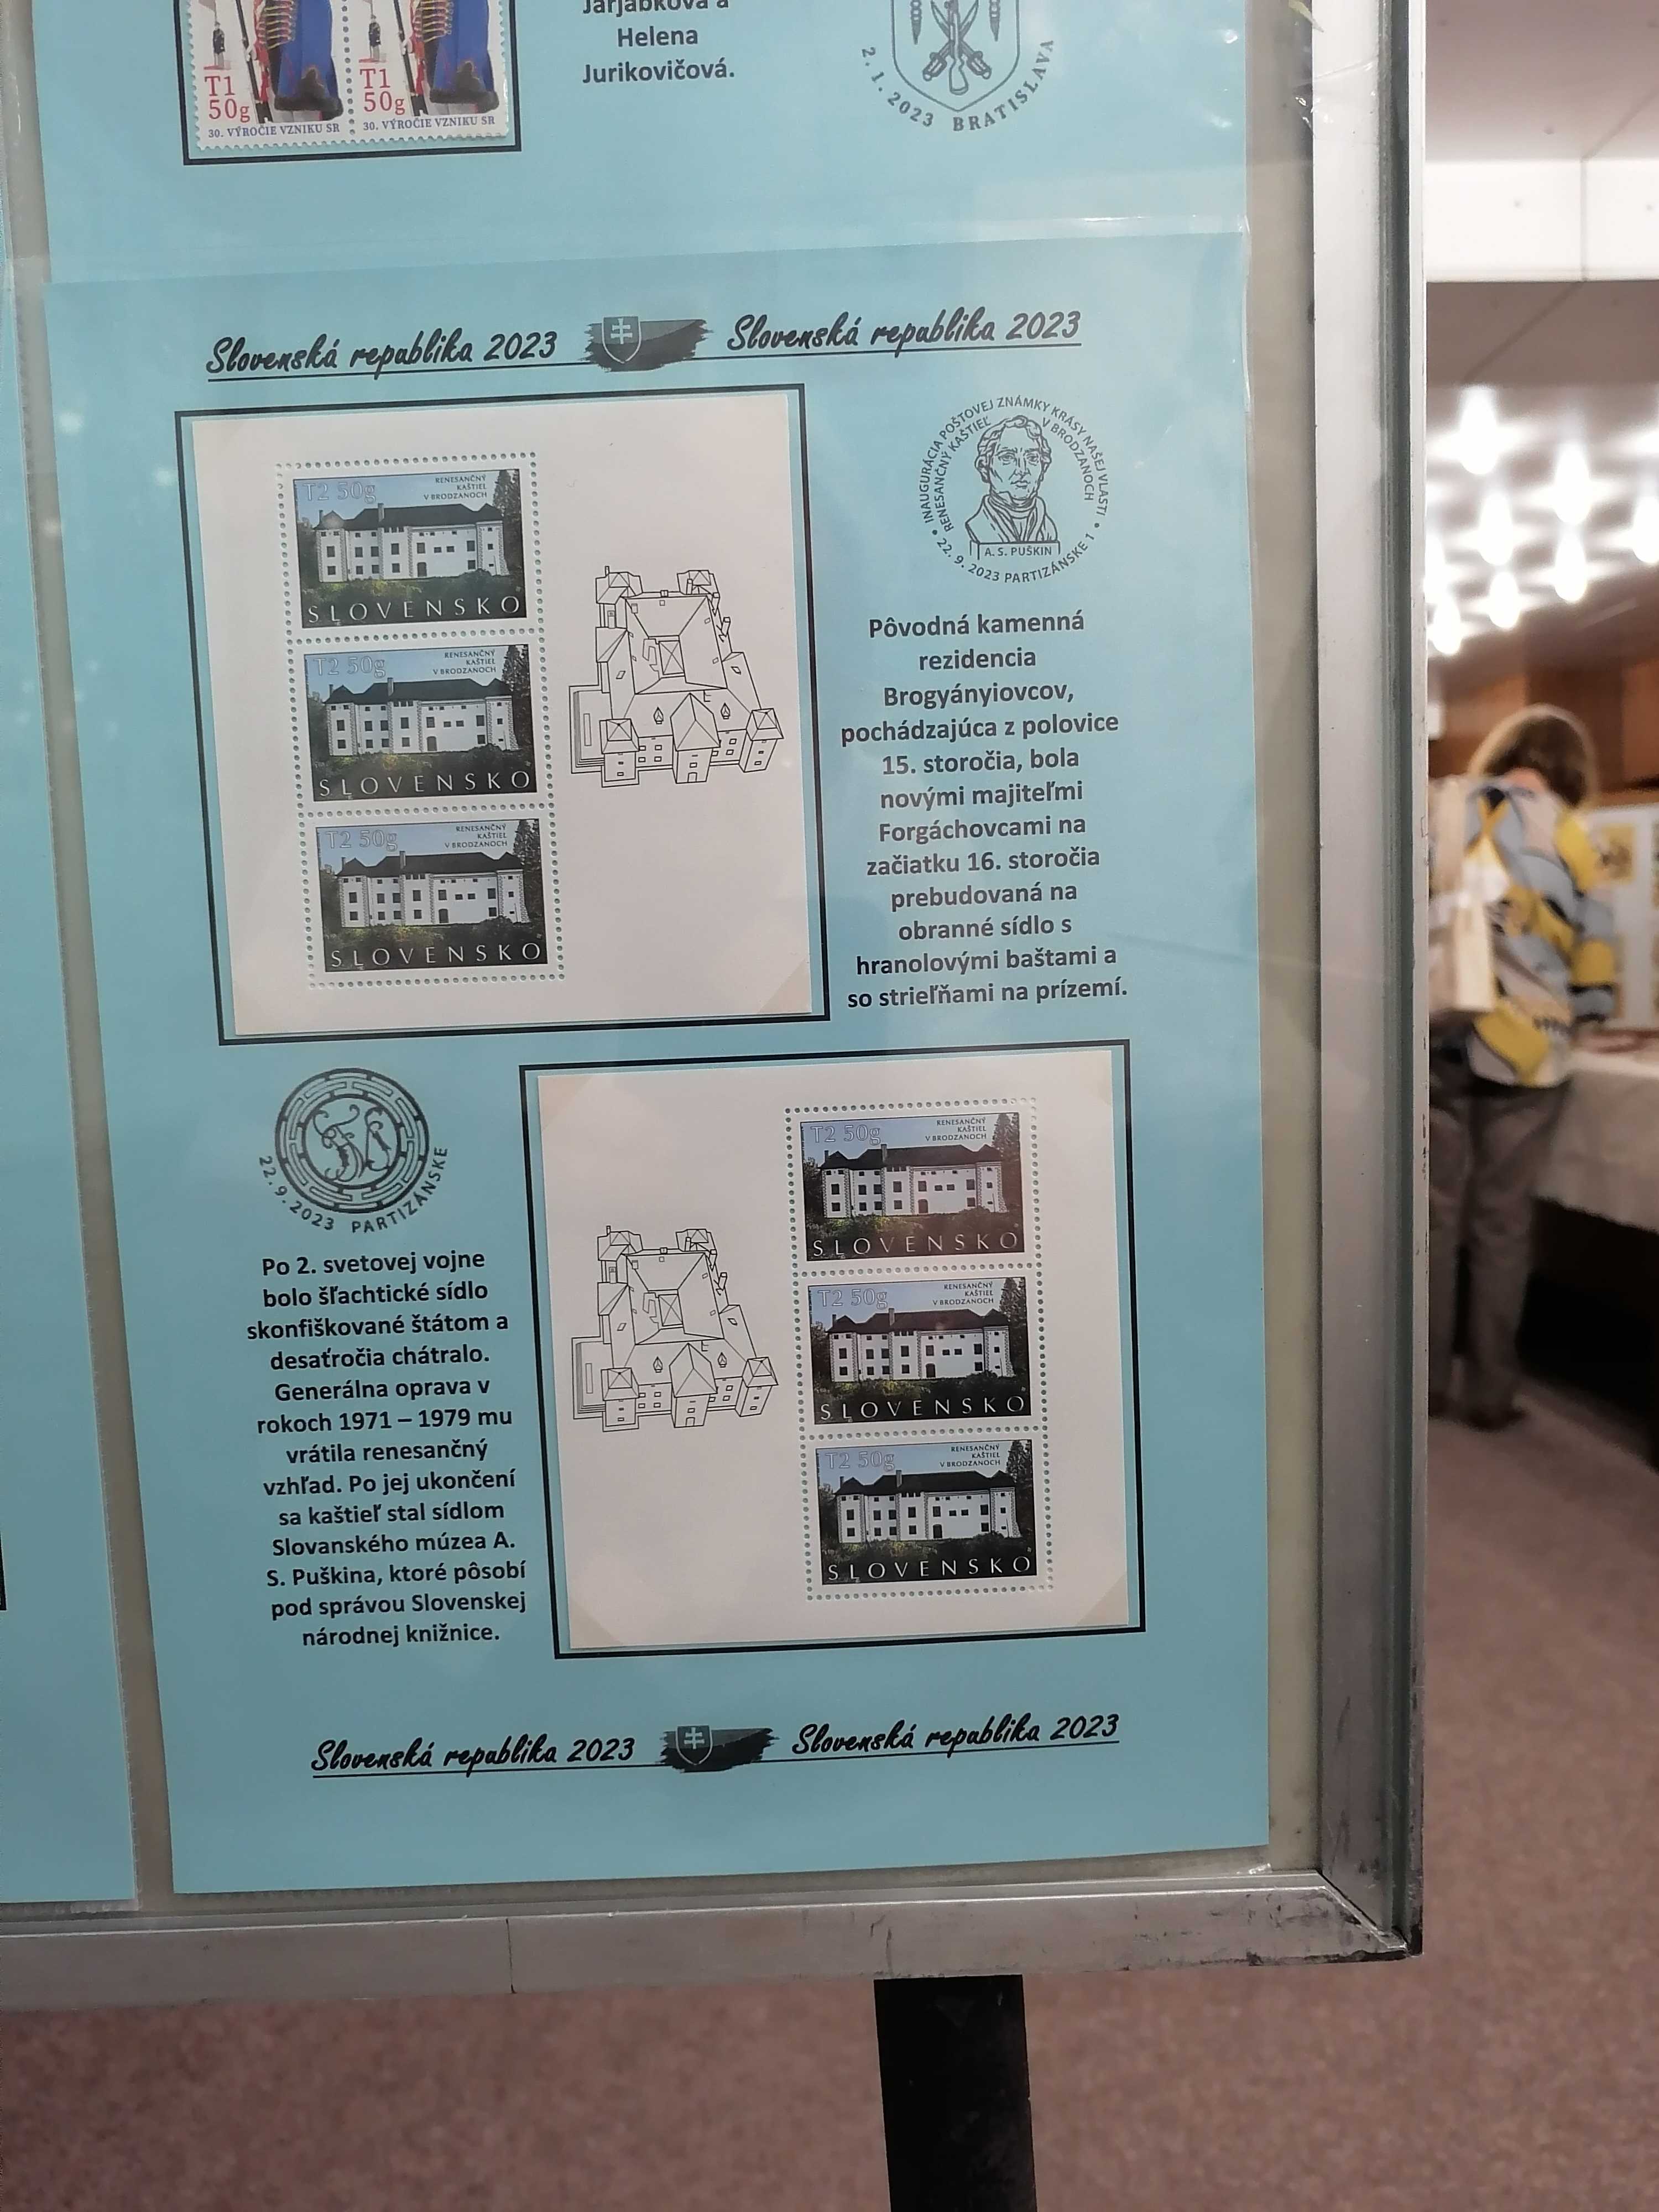 T1
50g
30. VÝROČIE VZNIKU SR
T1
50g
30. VÝROČIE VZNIKU SR
Jarjabková a
Helena
Jurikovičová.
2. 1. 2023 BRATISLAVA
Slovenská republika 2023 Slovenská republika 2023
T2 50g
RENESANČNÝ
KAŠTIEĽ
V BRODZANOCH
SLOVENSKO
T2 50g
RENESANČNÝ
KAŠTIEĽ
V BRODZANOCH
SLOVENSKO
T2 50g
RENESANČNÝ
KAŠTIEĽ
V BRODZANOCH
SLOVENSKO
INAUGURÁCIA POŠTOVEJ ZNÁMKY KRÁSY NAŠEJ VLASTI
RENESANČNÝ KAŠTIEĽ V BRODZANOCH
A. S. PUŠKIN
• 22. 9. 2023 PARTIZÁNSKE 1 •
Pôvodná kamenná
rezidencia
Brogyányiovcov,
pochádzajúca z polovice
15. storočia, bola
novými majiteľmi
Forgáchovcami na
začiatku 16. storočia
prebudovaná na
obranné sídlo s
hranolovými baštami a
so strieľňami na prízemí.
22. 9. 2023 PARTIZÁNSKE
Po 2. svetovej vojne
bolo šľachtické sídlo
skonfiškované štátom a
desaťročia chátralo.
Generálna oprava v
rokoch 1971 – 1979 mu
vrátila renesančný
vzhľad. Po jej ukončení
sa kaštieľ stal sídlom
Slovanského múzea A.
S. Puškina, ktoré pôsobí
pod správou Slovenskej
národnej knižnice.
T2 50g
RENESANČNÝ
KAŠTIEĽ
V BRODZANOCH
SLOVENSKO
T2 50g
RENESANČNÝ
KAŠTIEĽ
V BRODZANOCH
SLOVENSKO
T2 50g
RENESANČNÝ
KAŠTIEĽ
V BRODZANOCH
SLOVENSKO
Slovenská republika 2023 Slovenská republika 2023